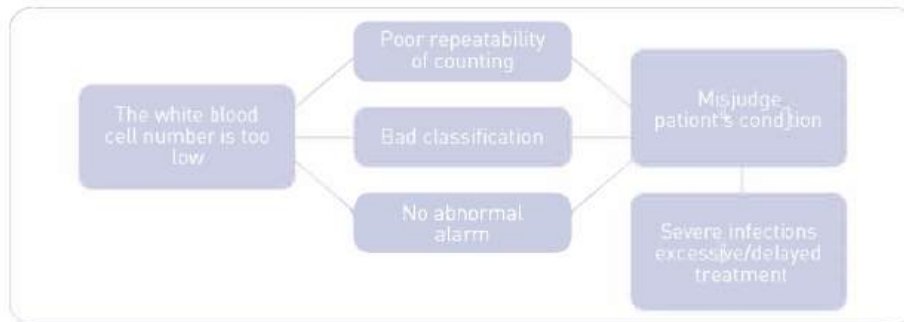 The white blood
cell number is too
low
Poor repeatability
of counting
Bad classification
No abnormal
alarm
Misjudge
patient's condition
Severe infections
excessive/delayed
treatment